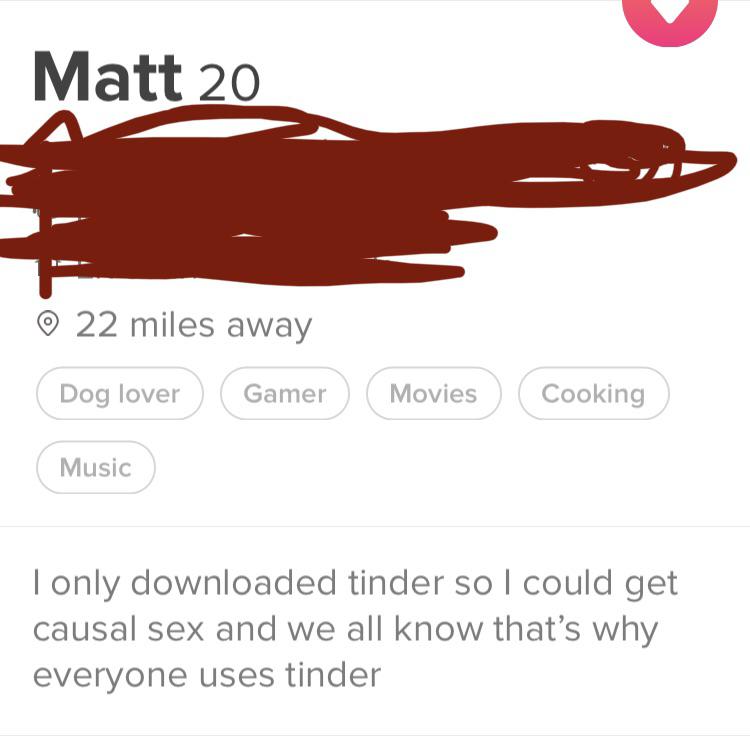 Matt 20
22 miles away
Dog lover Gamer Movies Cooking
Music
I only downloaded tinder so I could get
causal sex and we all know that's why
everyone uses tinder